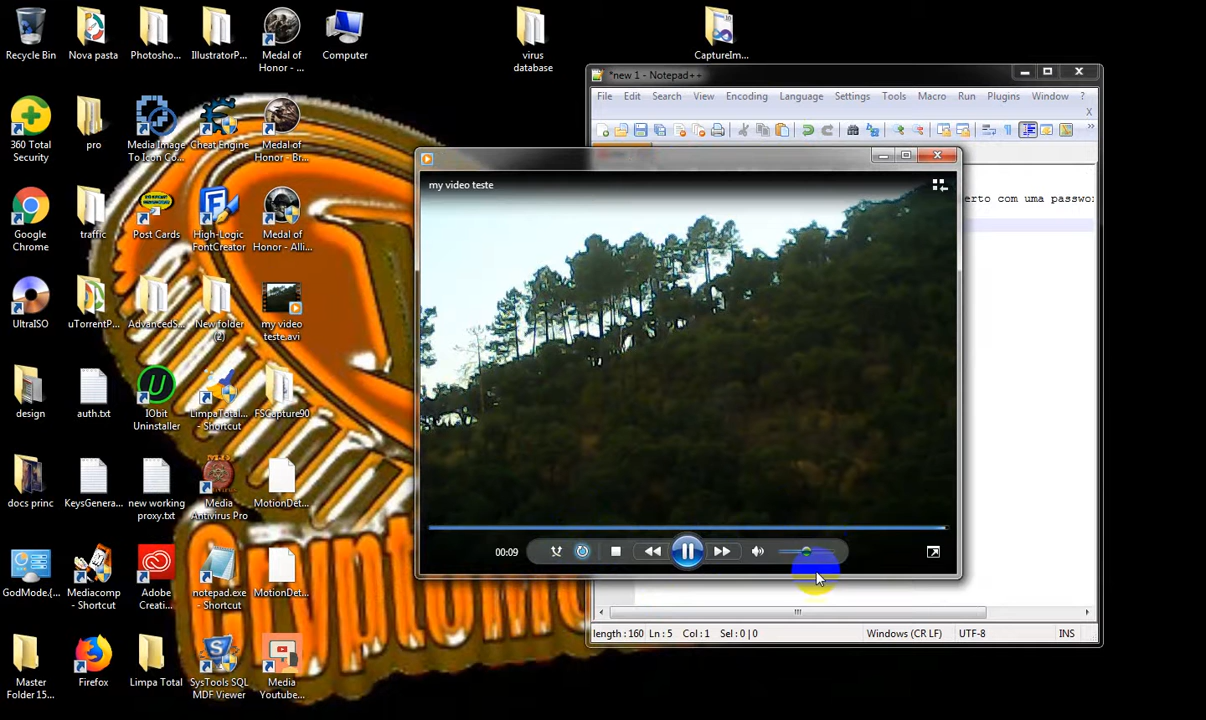 Recycle Bin
Nova pasta
Photosho...
IllustratorP...
Medal of
Honor - ...
Computer
virus
database
CaptureIm...
360 Total
Security
pro
Media Image
To Icon Co...
Cheat Engine
Medal of
Honor - Br...
Google
Chrome
traffic
Post Cards
High-Logic
FontCreator
Medal of
Honor - Alli...
UltraISO
uTorrentP...
AdvancedS...
New folder
(2)
my video
teste.avi
design
auth.txt
IObit
Uninstaller
LimpaTotal...
- Shortcut
FSCapture90
docs princ
KeysGenera...
new working
proxy.txt
Media
Antivirus Pro
MotionDet...
GodMode.{...
Mediacomp
- Shortcut
Adobe
Creati...
notepad.exe
- Shortcut
MotionDet...
Master
Folder 15...
Firefox
Limpa Total
SysTools SQL
MDF Viewer
Media
Youtube...
Cryptom
*new 1 - Notepad++
File Edit Search View Encoding Language Settings Tools Macro Run Plugins Window ?
X
erto com uma passwo
my video teste
00:09
length : 160 Ln : 5 Col : 1 Sel : 0 | 0 Windows (CR LF) UTF-8 INS